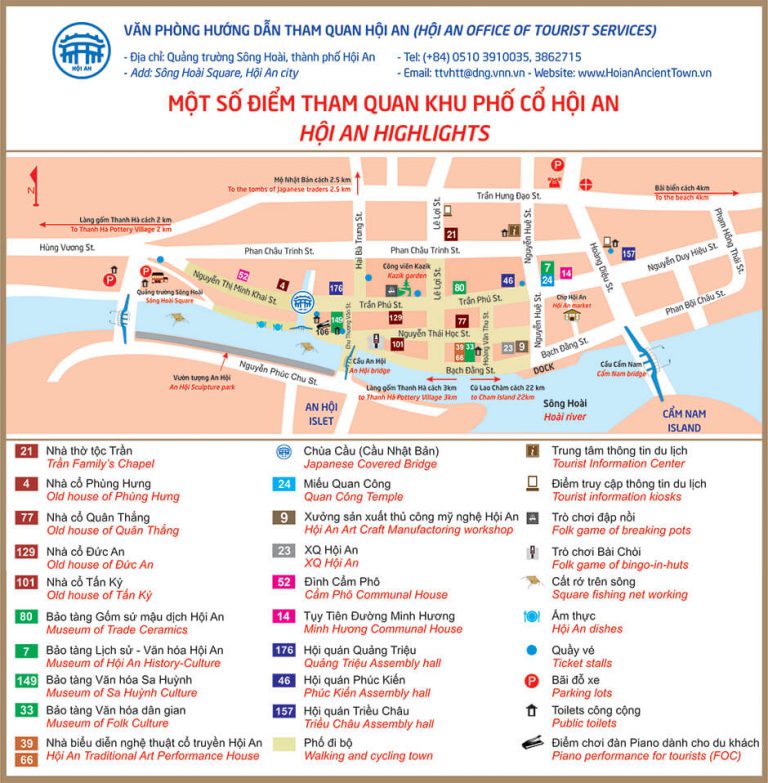 HỘI AN
VĂN PHÒNG HƯỚNG DẪN THAM QUAN HỘI AN (HỘI AN OFFICE OF TOURIST SERVICES)
- Địa chỉ: Quảng trường Sông Hoài, thành phố Hội An
- Tel: (+84) 0510 3910035, 3862715
- Add: Sông Hoài Square, Hội An city
- Email: ttvhtt@dng.vnn.vn - Website: www.HoianAncientTown.vn
MỘT SỐ ĐIỂM THAM QUAN KHU PHỐ CỔ HỘI AN
HỘI AN HIGHLIGHTS
N
Mộ Nhật Bản cách 2.5 km
To the tombs of Japanese traders 2.5 km
P
Trần Hưng Đạo St.
Bãi biển cách 4km
To the beach 4km
Làng gốm Thanh Hà cách 2 km
To Thanh Hà Pottery Village 2 km
Hùng Vương St.
Phan Châu Trinh St.
Hai Bà Trưng St.
Phan Châu Trinh St.
Lê Lợi St.
21
i
Nguyễn Huệ St.
Hoàng Diệu St.
157
Phạm Hồng Thái St.
Nguyễn Duy Hiệu St.
P
P
Quảng trường Sông Hoài
Sông Hoài Square
Nguyễn Thị Minh Khai St.
52
4
176
Công viên Kazik
Kazik garden
Lê Lợi St.
80
46
7
24
14
Chợ Hội An
Hội An market
Phan Bội Châu St.
Trần Phú St.
Trần Phú St.
149
106
Chu Thượng Văn St.
129
77
Nguyễn Thái Học St.
101
39
66
33
Hoàng Văn Thụ St.
23
9
Nguyễn Huệ St.
Bạch Đằng St.
Bạch Đằng St.
DOCK
Cầu An Hội
An Hội bridge
Nguyễn Phúc Chu St.
Vườn tượng An Hội
An Hội Sculpture park
AN HỘI
ISLET
Làng gốm Thanh Hà cách 3km
to Thanh Hà Pottery Village 3km
Cù Lao Chàm cách 22 km
to Cham Island 22km
Sông Hoài
Hoài river
Cầu Cẩm Nam
Cẩm Nam bridge
CẨM NAM
ISLAND
21 Nhà thờ tộc Trần
Trần Family's Chapel
4 Nhà cổ Phùng Hưng
Old house of Phùng Hưng
77 Nhà cổ Quân Thắng
Old house of Quân Thắng
129 Nhà cổ Đức An
Old house of Đức An
101 Nhà cổ Tấn Ký
Old house of Tấn Ký
80 Bảo tàng Gốm sứ mậu dịch Hội An
Museum of Trade Ceramics
7 Bảo tàng Lịch sử - Văn hóa Hội An
Museum of Hội An History-Culture
149 Bảo tàng Văn hóa Sa Huỳnh
Museum of Sa Huỳnh Culture
33 Bảo tàng Văn hóa dân gian
Museum of Folk Culture
39 Nhà biểu diễn nghệ thuật cổ truyền Hội An
66 Hội An Traditional Art Performance House
Chùa Cầu (Cầu Nhật Bản)
Japanese Covered Bridge
24 Miếu Quan Công
Quan Công Temple
9 Xưởng sản xuất thủ công mỹ nghệ Hội An
Hội An Art Craft Manufactoring workshop
23 XQ Hội An
XQ Hội An
52 Đình Cẩm Phô
Cẩm Phô Communal House
14 Tụy Tiên Đường Minh Hương
Minh Hương Communal House
176 Hội quán Quảng Triệu
Quảng Triệu Assembly hall
46 Hội quán Phúc Kiến
Phúc Kiến Assembly hall
157 Hội quán Triều Châu
Triều Châu Assembly hall
Phố đi bộ
Walking and cycling town
i Trung tâm thông tin du lịch
Tourist Information Center
Điểm truy cập thông tin du lịch
Tourist information kiosks
Trò chơi đập nồi
Folk game of breaking pots
Trò chơi Bài Chòi
Folk game of bingo-in-huts
Cất rớ trên sông
Square fishing net working
Ẩm thực
Hội An dishes
Quầy vé
Ticket stalls
P Bãi đỗ xe
Parking lots
Toilets công cộng
Public toilets
Điểm chơi đàn Piano dành cho du khách
Piano performance for tourists (FOC)